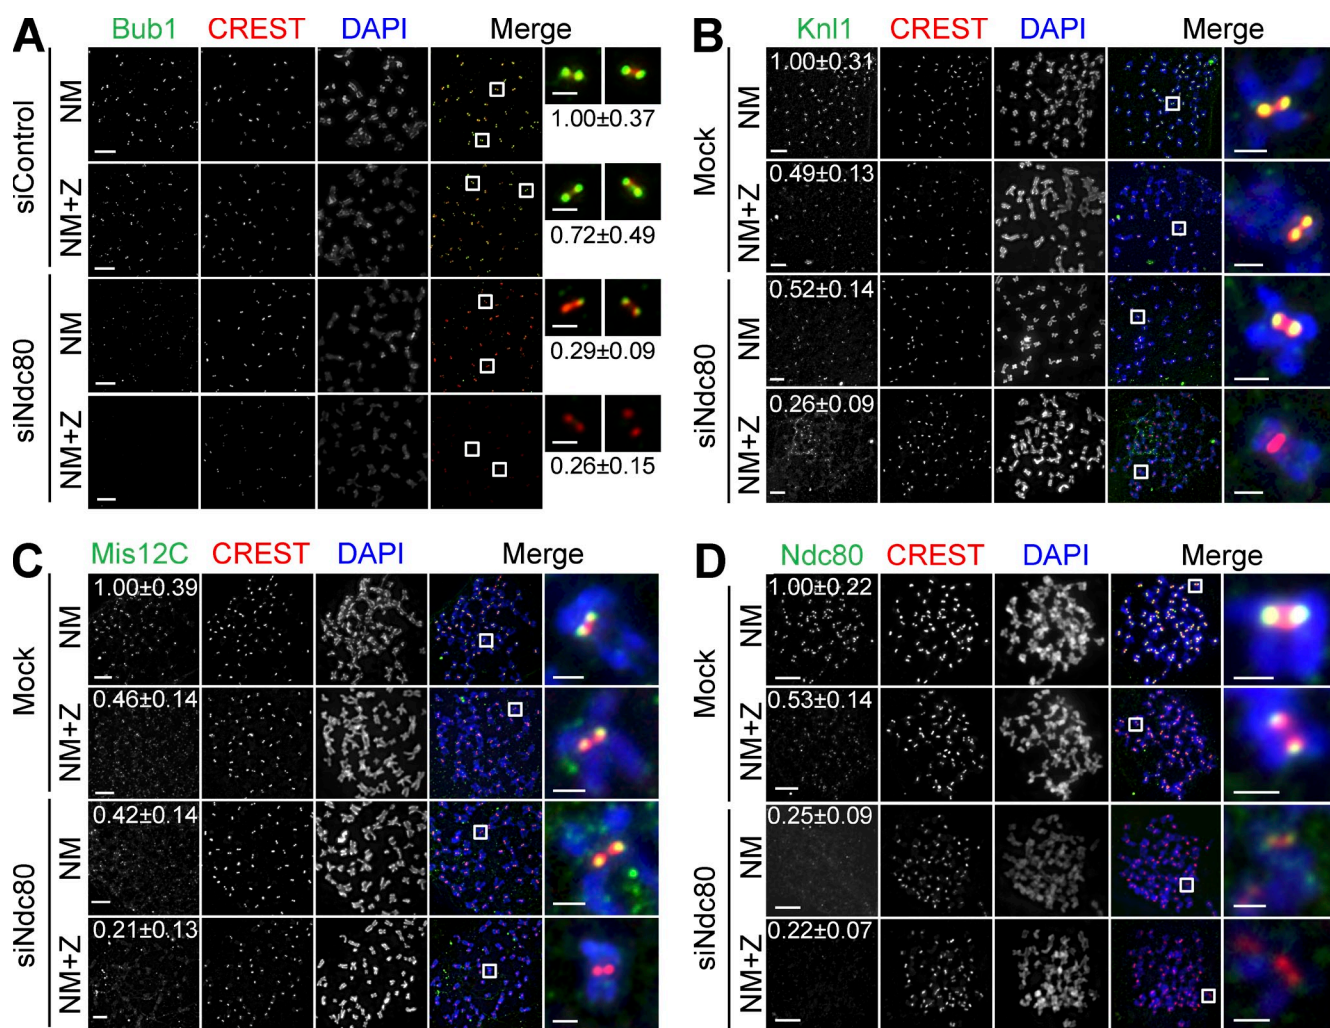 A Bub1 CREST DAPI Merge
siControl
NM
1.00±0.37
NM+Z
0.72±0.49
siNdc80
NM
0.29±0.09
NM+Z
0.26±0.15
B Knl1 CREST DAPI Merge
Mock
NM
1.00±0.31
NM+Z
0.49±0.13
siNdc80
NM
0.52±0.14
NM+Z
0.26±0.09
C Mis12C CREST DAPI Merge
Mock
NM
1.00±0.39
NM+Z
0.46±0.14
siNdc80
NM
0.42±0.14
NM+Z
0.21±0.13
D Ndc80 CREST DAPI Merge
Mock
NM
1.00±0.22
NM+Z
0.53±0.14
siNdc80
NM
0.25±0.09
NM+Z
0.22±0.07